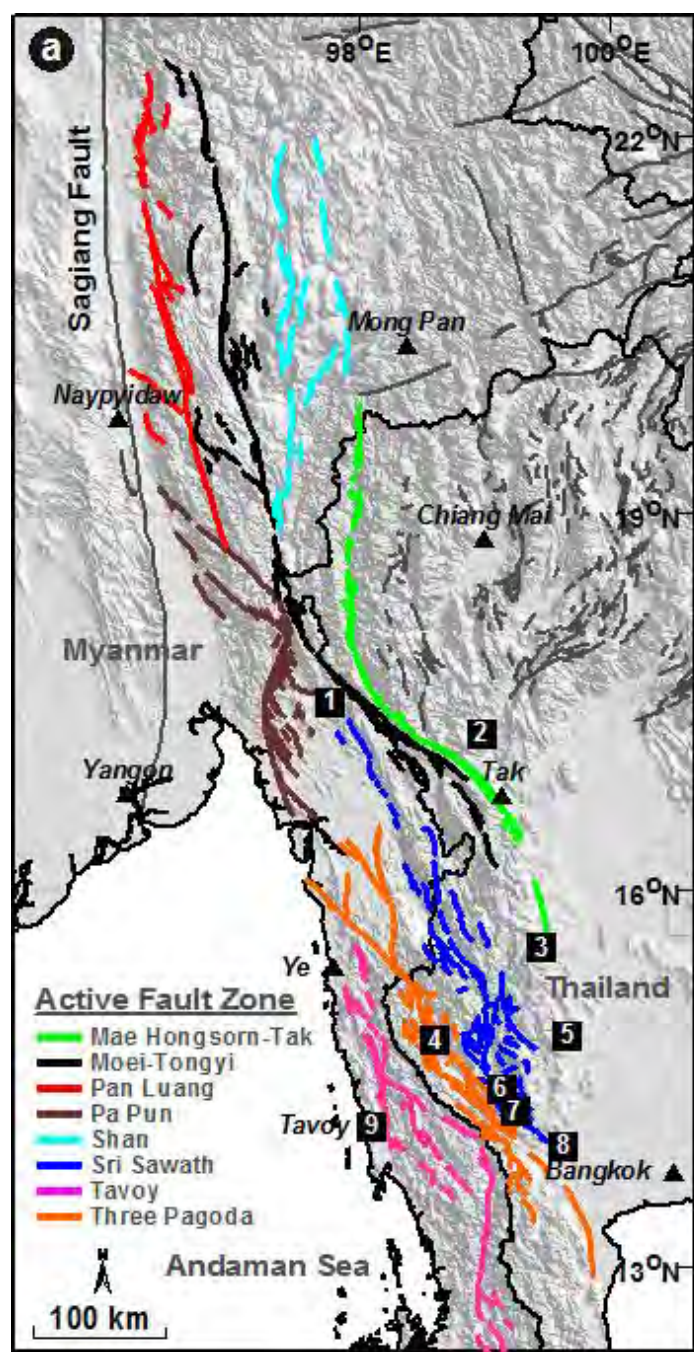 a
98°E
100°E
22°N
Sagiang Fault
Mong Pan
Naypyidaw
19°N
Chiang Mai
Myanmar
1
2
Yangon
Tak
16°N
3
Ye
Thailand
Active Fault Zone
Mae Hongsorn-Tak
4
5
Moei-Tongyi
Pan Luang
6
Pa Pun
7
Shan
Tavoy
9
8
Sri Sawath
Bangkok
Tavoy
Three Pagoda
N
Andaman Sea
13°N
100 km